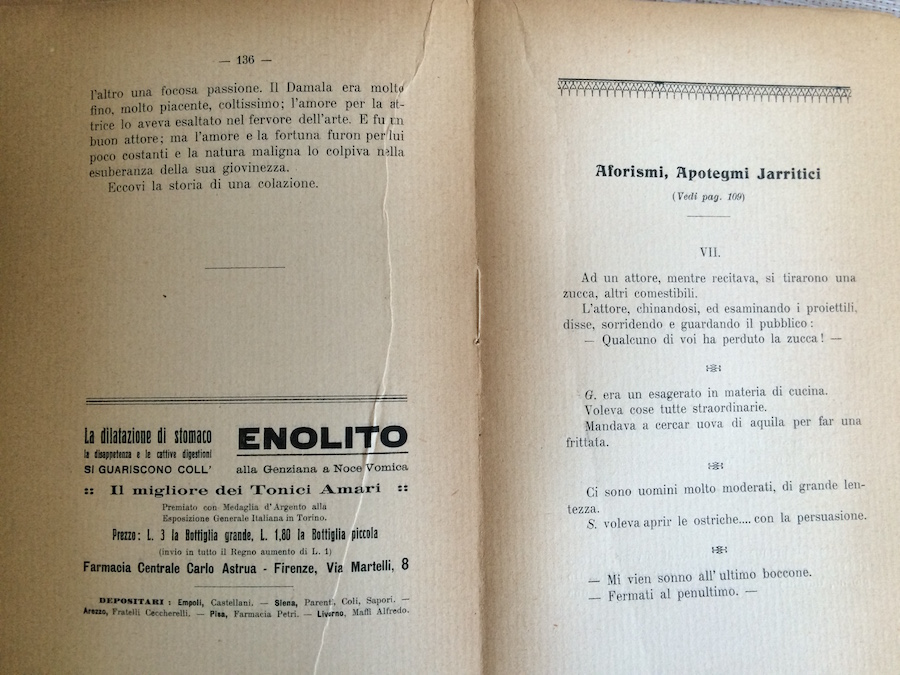 — 136 —
l'altro una focosa passione. Il Damala era molto
fino, molto piacente, coltissimo; l'amore per la at-
trice lo aveva esaltato nel fervore dell'arte. E fu un
buon attore; ma l'amore e la fortuna furon per lui
poco costanti e la natura maligna lo colpiva nella
esuberanza della sua giovinezza.
Eccovi la storia di una colazione.
La dilatazione di stomaco
la disappetenza e le cattive digestioni
SI GUARISCONO COLL'
ENOLITO
alla Genziana a Noce Vomica
:: Il migliore dei Tonici Amari ::
Premiato con Medaglia d'Argento alla
Esposizione Generale Italiana in Torino.
Prezzo: L. 3 la Bottiglia grande, L. 1,80 la Bottiglia piccola
(invio in tutto il Regno aumento di L. 1)
Farmacia Centrale Carlo Astrua - Firenze, Via Martelli, 8
DEPOSITARI: Empoli, Castellani. — Siena, Parenti, Coli, Sapori. —
Arezzo, Fratelli Ceccherelli. — Pisa, Farmacia Petri. — Livorno, Maffi Alfredo.
Aforismi, Apotegmi Jarritici
(Vedi pag. 109)
VII.
Ad un attore, mentre recitava, si tirarono una
zucca, altri comestibili.
L'attore, chinandosi, ed esaminando i proiettili,
disse, sorridendo e guardando il pubblico:
— Qualcuno di voi ha perduto la zucca! —
G. era un esagerato in materia di cucina.
Voleva cose tutte straordinarie.
Mandava a cercar uova di aquila per far una
frittata.
Ci sono uomini molto moderati, di grande len-
tezza.
S. voleva aprir le ostriche.... con la persuasione.
— Mi vien sonno all'ultimo boccone.
— Fermati al penultimo. —